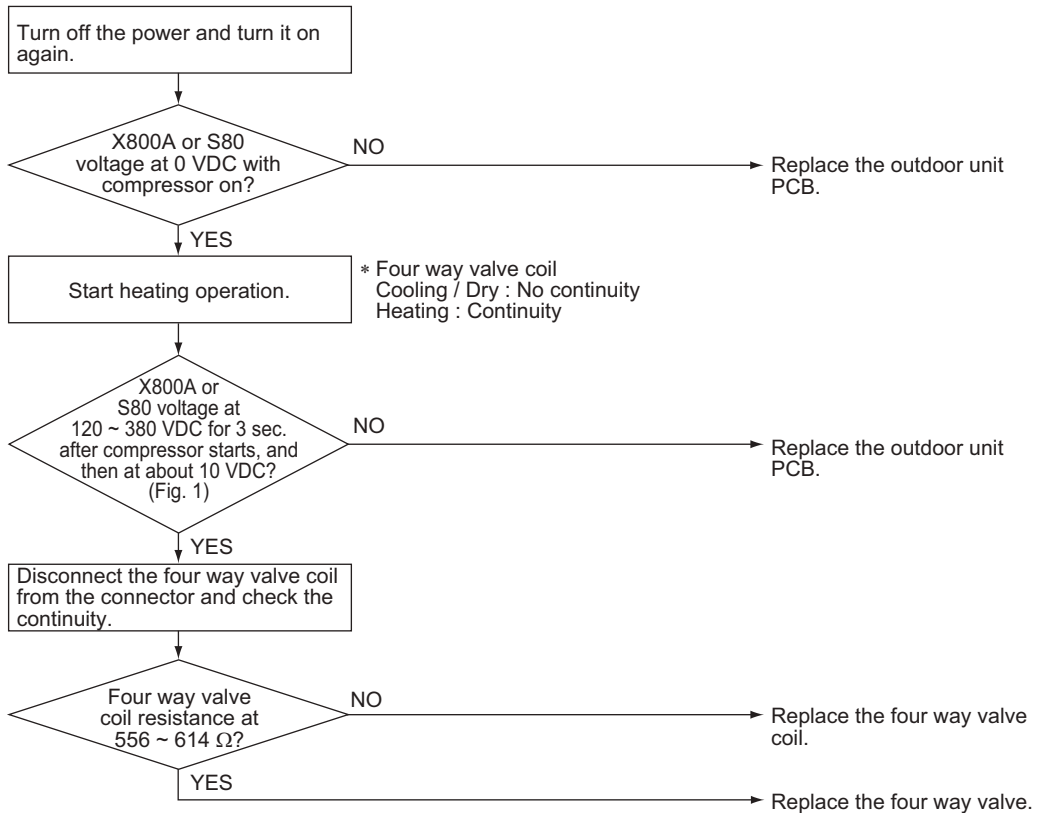 Turn off the power and turn it on
again.
X800A or S80
voltage at 0 VDC with
compressor on?
NO
Replace the outdoor unit
PCB.
YES
Start heating operation.
* Four way valve coil
Cooling / Dry : No continuity
Heating : Continuity
X800A or
S80 voltage at
120 ~ 380 VDC for 3 sec.
after compressor starts, and
then at about 10 VDC?
(Fig. 1)
NO
Replace the outdoor unit
PCB.
YES
Disconnect the four way valve coil
from the connector and check the
continuity.
Four way valve
coil resistance at
556 ~ 614 Ω?
NO
Replace the four way valve
coil.
YES
Replace the four way valve.